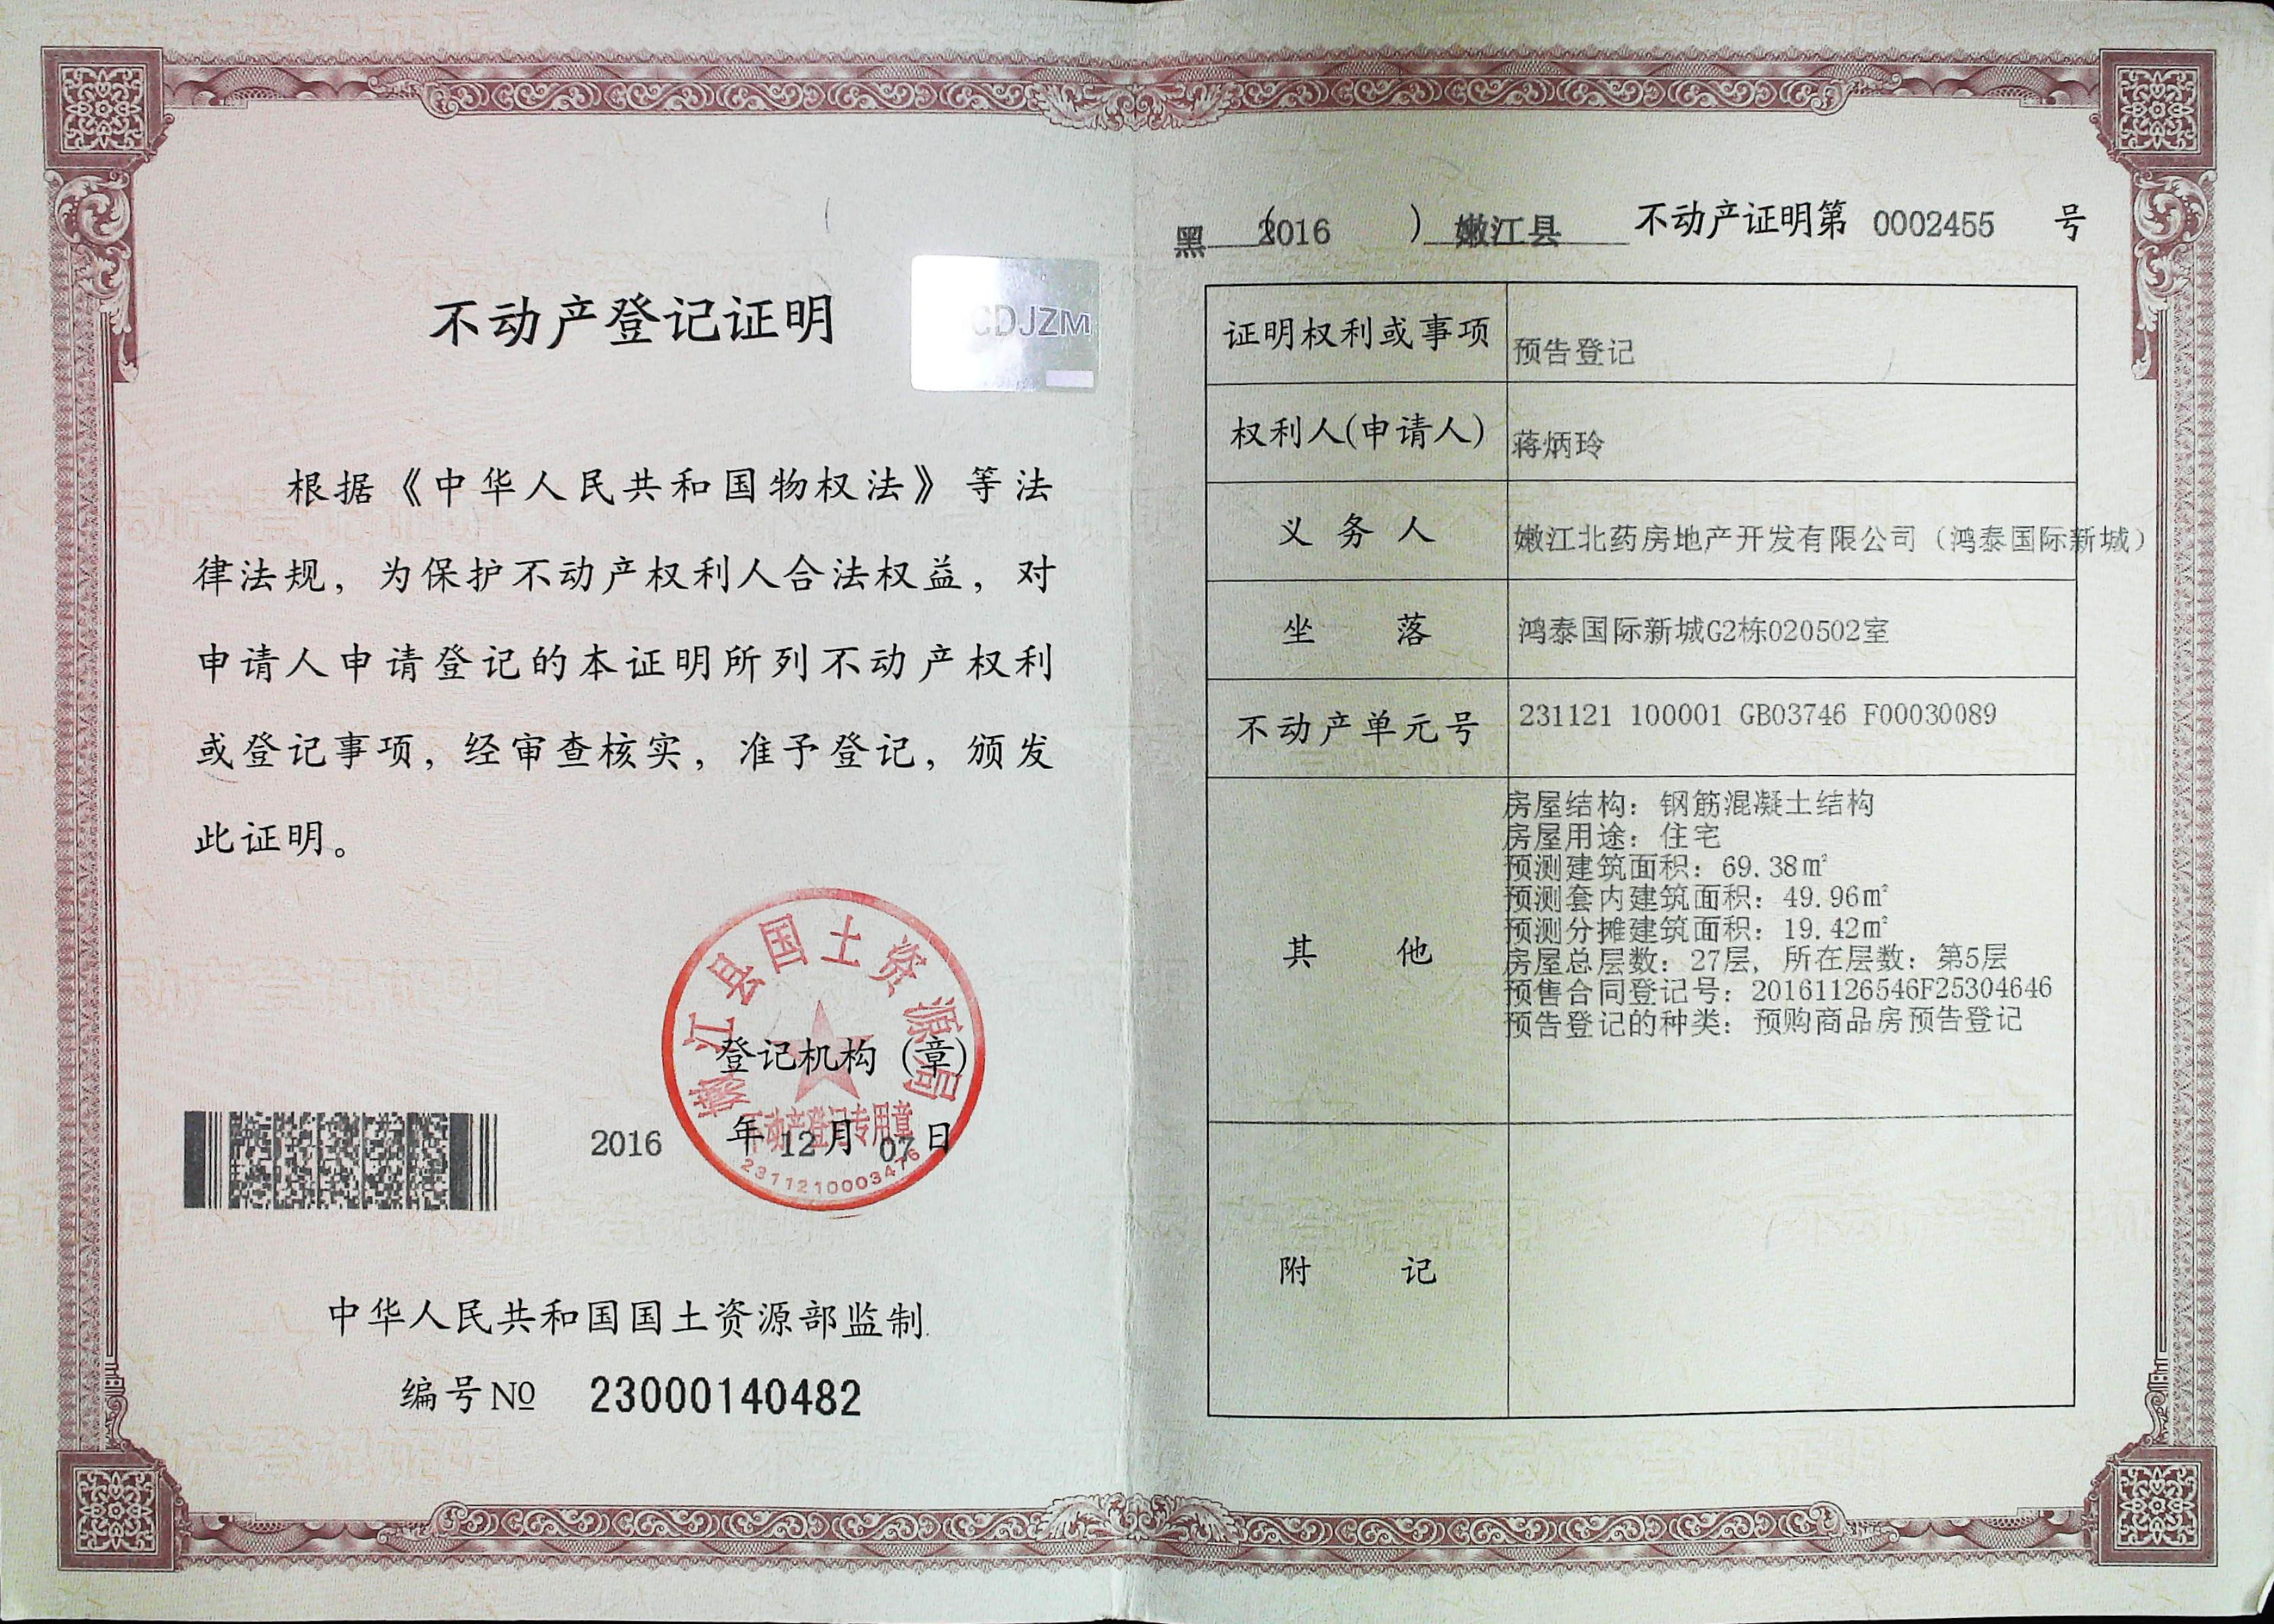 不动产登记证明
CDJZM
根据《中华人民共和国物权法》等法
律法规，为保护不动产权利人合法权益，对
申请人申请登记的本证明所列不动产权利
或登记事项，经审查核实，准予登记，颁发
此证明。
嫩江县国土资源局
登记机构（章）
不动产登记专用章
2016 年 12 月 07 日
2311210003476
中华人民共和国国土资源部监制
编号 № 23000140482
黑（2016）嫩江县 不动产证明第 0002455 号
证明权利或事项 预告登记
权利人(申请人) 蒋炳玲
义务人 嫩江北药房地产开发有限公司（鸿泰国际新城）
坐落 鸿泰国际新城G2栋020502室
不动产单元号 231121 100001 GB03746 F00030089
其他
房屋结构：钢筋混凝土结构
房屋用途：住宅
预测建筑面积：69.38㎡
预测套内建筑面积：49.96㎡
预测分摊建筑面积：19.42㎡
房屋总层数：27层，所在层数：第5层
预售合同登记号：20161126546F25304646
预告登记的种类：预购商品房预告登记
附记